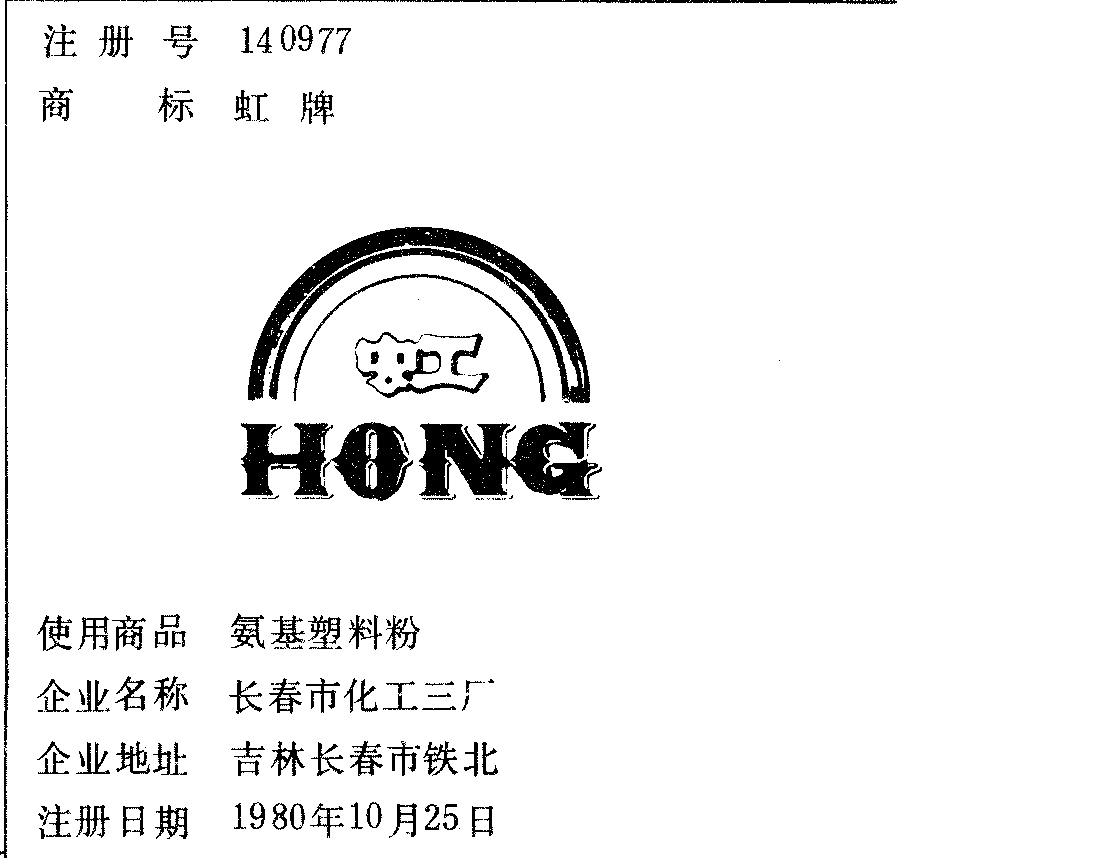 注册号 140977
商标 虹牌
虹
HONG
使用商品 氨基塑料粉
企业名称 长春市化工三厂
企业地址 吉林长春市铁北
注册日期 1980年10月25日